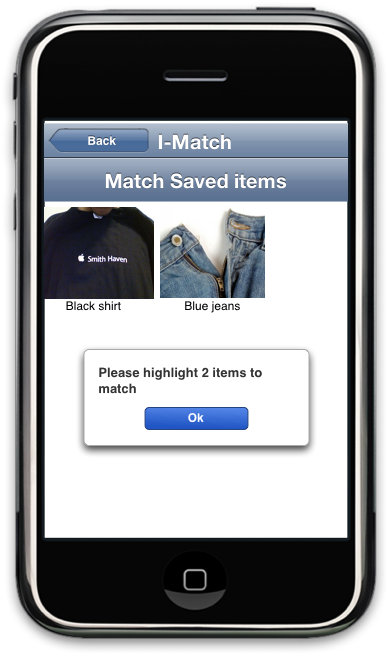 Back
I-Match
Match Saved items
Smith Haven
Black shirt
Blue jeans
Please highlight 2 items to
match
Ok